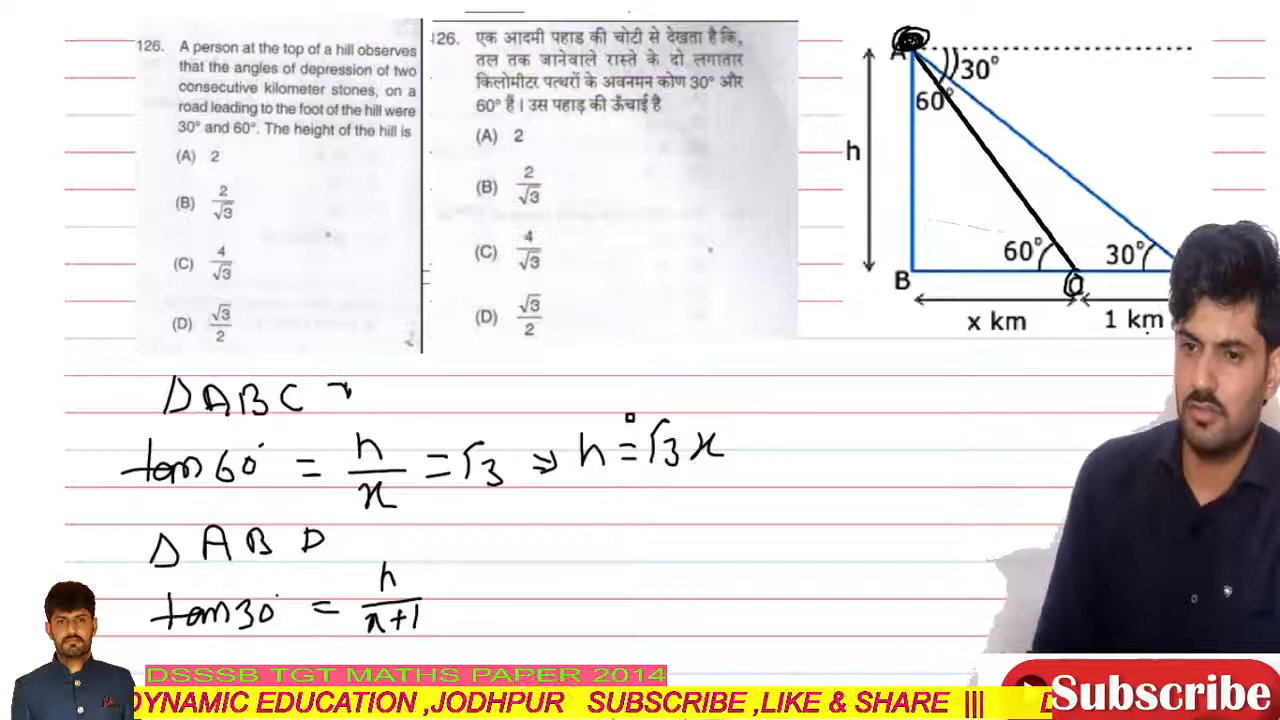 126. A person at the top of a hill observes
that the angles of depression of two
consecutive kilometer stones, on a
road leading to the foot of the hill were
30° and 60°. The height of the hill is
(A) 2
(B) 2/√3
(C) 4/√3
(D) √3/2
126. एक आदमी पहाड की चोटी से देखता है कि,
तल तक जानेवाले रास्ते के दो लगातार
किलोमीटर पत्थरों के अवनमन कोण 30° और
60° हैं । उस पहाड़ की ऊँचाई है
(A) 2
(B) 2/√3
(C) 4/√3
(D) √3/2
A
30°
60°
h
60°
30°
B
x km
1 km
Δ ABC
tan 60° = h/x = √3 ⇒ h = √3 x
Δ ABD
tan 30° = h/x+1
DSSSB TGT MATHS PAPER 2014
DYNAMIC EDUCATION ,JODHPUR SUBSCRIBE ,LIKE & SHARE |||
Subscribe